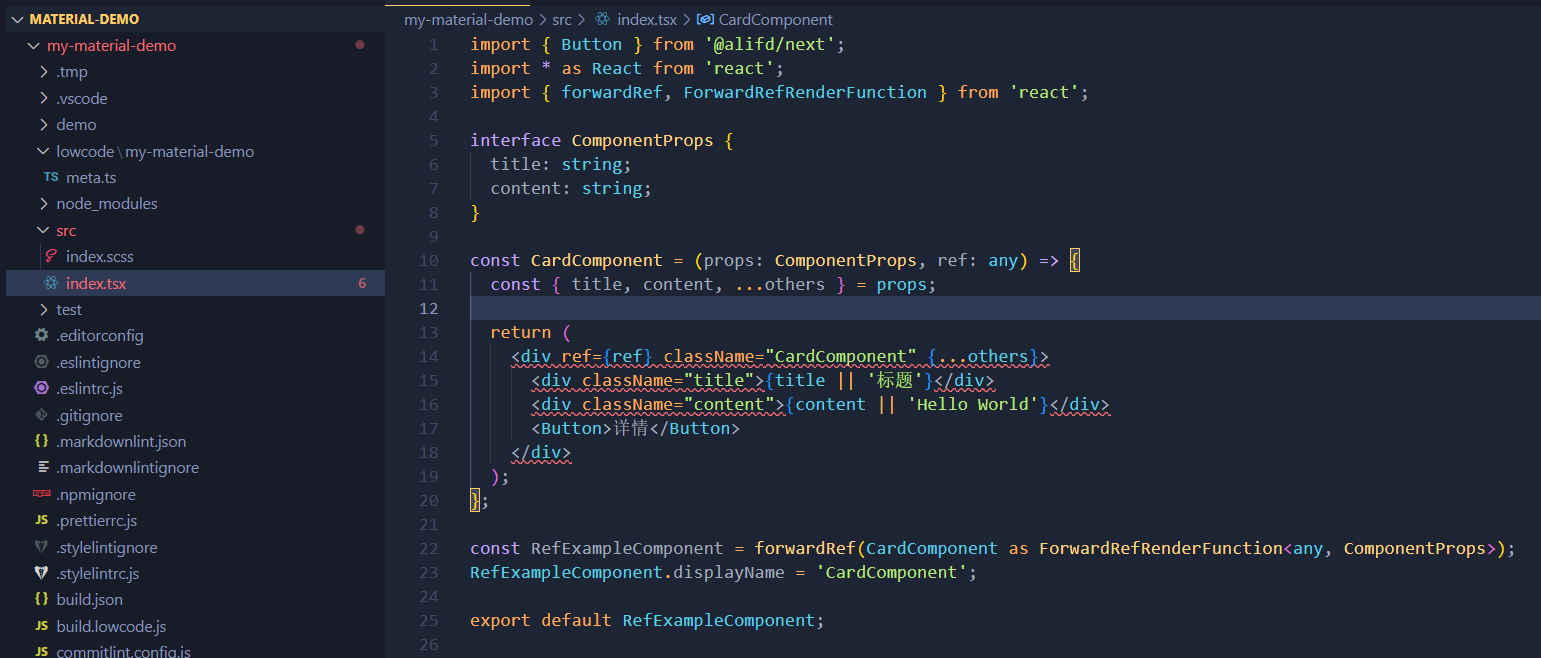 MATERIAL-DEMO
my-material-demo
.tmp
.vscode
demo
lowcode\my-material-demo
TS meta.ts
node_modules
src
index.scss
index.tsx 6
test
.editorconfig
.eslintignore
.eslintrc.js
.gitignore
{} .markdownlint.json
.markdownlintignore
npm .npmignore
JS .prettierrc.js
.stylelintignore
.stylelintrc.js
{} build.json
JS build.lowcode.js
JS commitlint.config.js
my-material-demo > src > index.tsx > CardComponent
1 import { Button } from '@alifd/next';
2 import * as React from 'react';
3 import { forwardRef, ForwardRefRenderFunction } from 'react';
4
5 interface ComponentProps {
6   title: string;
7   content: string;
8 }
9
10 const CardComponent = (props: ComponentProps, ref: any) => {
11   const { title, content, ...others } = props;
12
13   return (
14     <div ref={ref} className="CardComponent" {...others}>
15       <div className="title">{title || '标题'}</div>
16       <div className="content">{content || 'Hello World'}</div>
17       <Button>详情</Button>
18     </div>
19   );
20 };
21
22 const RefExampleComponent = forwardRef(CardComponent as ForwardRefRenderFunction<any, ComponentProps>);
23 RefExampleComponent.displayName = 'CardComponent';
24
25 export default RefExampleComponent;
26